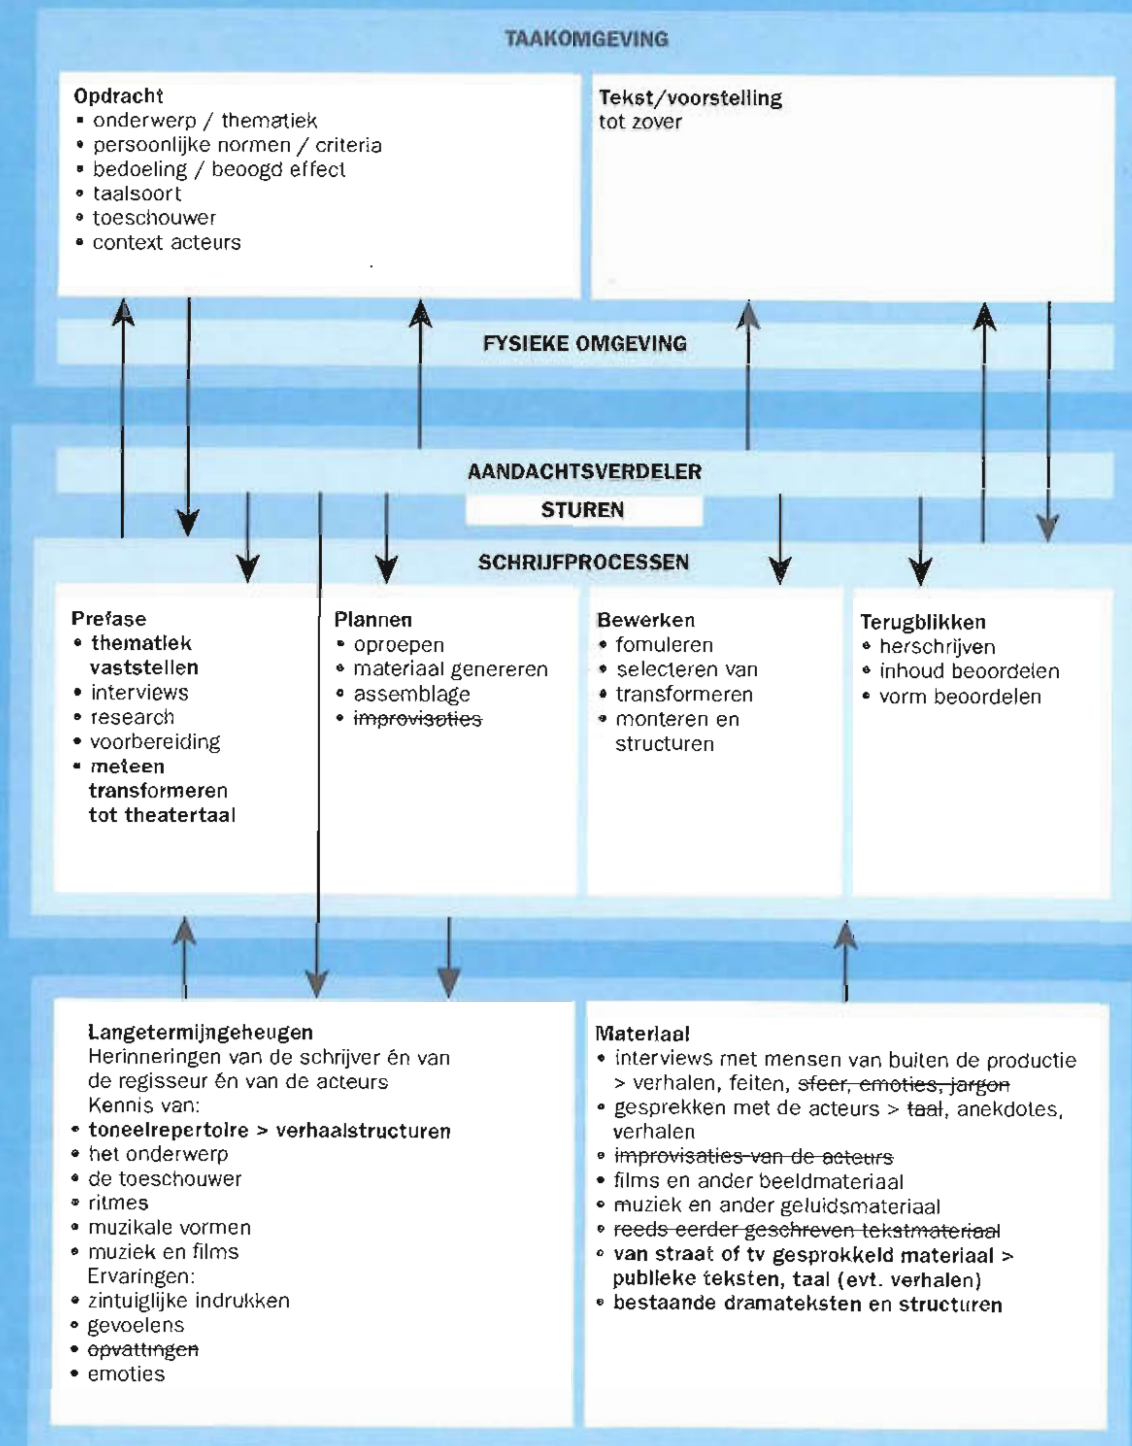 TAAKOMGEVING
Opdracht
▪ onderwerp / thematiek
• persoonlijke normen / criteria
▪ bedoeling / beoogd effect
• taalsoort
• toeschouwer
• context acteurs
Tekst/voorstelling
tot zover
FYSIEKE OMGEVING
AANDACHTSVERDELER
STUREN
SCHRIJFPROCESSEN
Prefase
• thematiek
vaststellen
• interviews
• research
• voorbereiding
▪ meteen
transformeren
tot theatertaal
Plannen
• oproepen
• materiaal genereren
• assemblage
• improvisaties
Bewerken
• fomuleren
• selecteren van
• transformeren
• monteren en
structuren
Terugblikken
• herschrijven
• inhoud beoordelen
• vorm beoordelen
Langetermijngeheugen
Herinneringen van de schrijver én van
de regisseur én van de acteurs
Kennis van:
• toneelrepertoire > verhaalstructuren
• het onderwerp
• de toeschouwer
• ritmes
• muzikale vormen
• muziek en films
Ervaringen:
• zintuiglijke indrukken
• gevoelens
• opvattingen
• emoties
Materiaal
• interviews met mensen van buiten de productie
> verhalen, feiten, sfeer, emoties, jargon
• gesprekken met de acteurs > taal, anekdotes,
verhalen
• improvisaties van de acteurs
• films en ander beeldmateriaal
• muziek en ander geluidsmateriaal
• reeds eerder geschreven tekstmateriaal
• van straat of tv gesprokkeld materiaal >
publieke teksten, taal (evt. verhalen)
• bestaande dramateksten en structuren